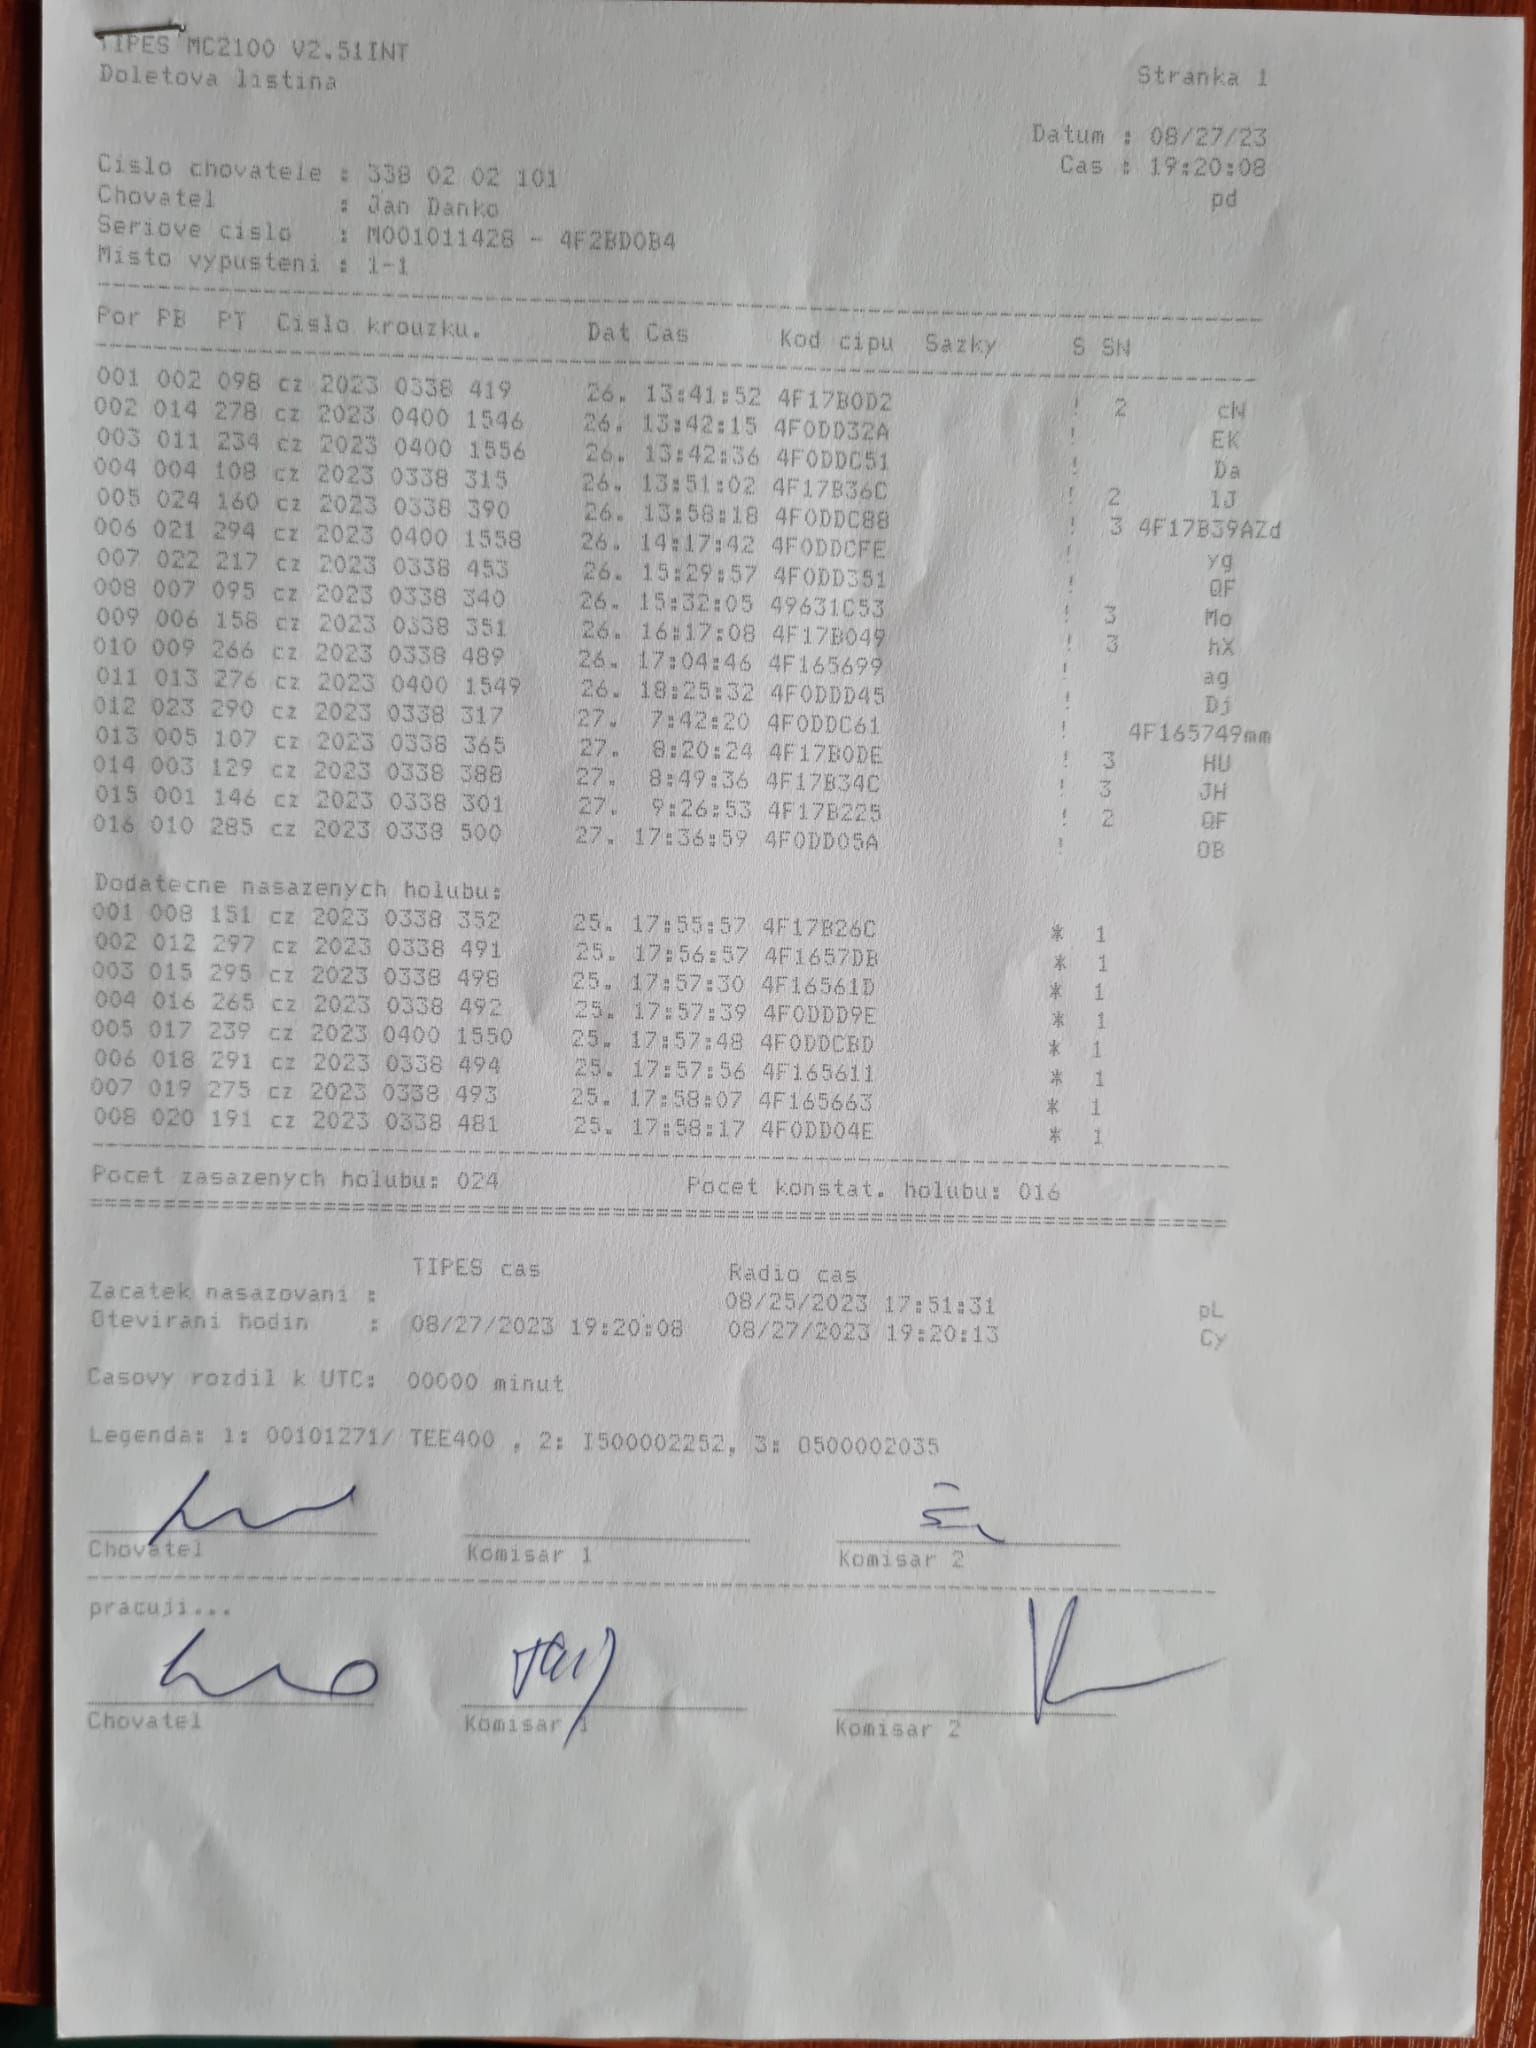 TIPES MC2100 V2.51INT
Doletova listina
Stranka 1
Datum : 08/27/23
Cas : 19:20:08
pd
Cislo chovatele : 338 02 02 101
Chovatel : Jan Danko
Seriove cislo : M001011428 - 4F2BD0B4
Misto vypusteni : 1-1
Por PB PT Cislo krouzku. Dat Cas Kod cipu Sazky S SN
001 002 098 cz 2023 0338 419 26. 13:41:52 4F17B0D2 ! 2 cN
002 014 278 cz 2023 0400 1546 26. 13:42:15 4F0DD32A ! EK
003 011 234 cz 2023 0400 1556 26. 13:42:36 4F0DDC51 ! Da
004 004 108 cz 2023 0338 315 26. 13:51:02 4F17B36C ! 2 lJ
005 024 160 cz 2023 0338 390 26. 13:58:18 4F0DDC88 ! 3 4F17B39AZd
006 021 294 cz 2023 0400 1558 26. 14:17:42 4F0DDCFE ! yg
007 022 217 cz 2023 0338 453 26. 15:29:57 4F0DD351 ! QF
008 007 095 cz 2023 0338 340 26. 15:32:05 49631C53 ! 3 Mo
009 006 158 cz 2023 0338 351 26. 16:17:08 4F17B049 ! 3 hX
010 009 266 cz 2023 0338 489 26. 17:04:46 4F165699 ! ag
011 013 276 cz 2023 0400 1549 26. 18:25:32 4F0DDD45 ! Dj
012 023 290 cz 2023 0338 317 27. 7:42:20 4F0DDC61 ! 4F165749mm
013 005 107 cz 2023 0338 365 27. 8:20:24 4F17B0DE ! 3 HU
014 003 129 cz 2023 0338 388 27. 8:49:36 4F17B34C ! 3 JH
015 001 146 cz 2023 0338 301 27. 9:26:53 4F17B225 ! 2 QF
016 010 285 cz 2023 0338 500 27. 17:36:59 4F0DD05A ! OB
Dodatecne nasazenych holubu:
001 008 151 cz 2023 0338 352 25. 17:55:57 4F17B26C * 1
002 012 297 cz 2023 0338 491 25. 17:56:57 4F1657DB * 1
003 015 295 cz 2023 0338 498 25. 17:57:30 4F16561D * 1
004 016 265 cz 2023 0338 492 25. 17:57:39 4F0DDD9E * 1
005 017 239 cz 2023 0400 1550 25. 17:57:48 4F0DDCBD * 1
006 018 291 cz 2023 0338 494 25. 17:57:56 4F165611 * 1
007 019 275 cz 2023 0338 493 25. 17:58:07 4F165663 * 1
008 020 191 cz 2023 0338 481 25. 17:58:17 4F0DD04E * 1
Pocet zasazenych holubu: 024 Pocet konstat. holubu: 016
TIPES cas Radio cas
Zacatek nasazovani : 08/25/2023 17:51:31 pL
Otevirani hodin : 08/27/2023 19:20:08 08/27/2023 19:20:13 Cy
Casovy rozdil k UTC: 00000 minut
Legenda: 1: 00101271/ TEE400 , 2: I500002252, 3: 0500002035
Chovatel Komisar 1 Komisar 2
pracuji...
Chovatel Komisar 1 Komisar 2